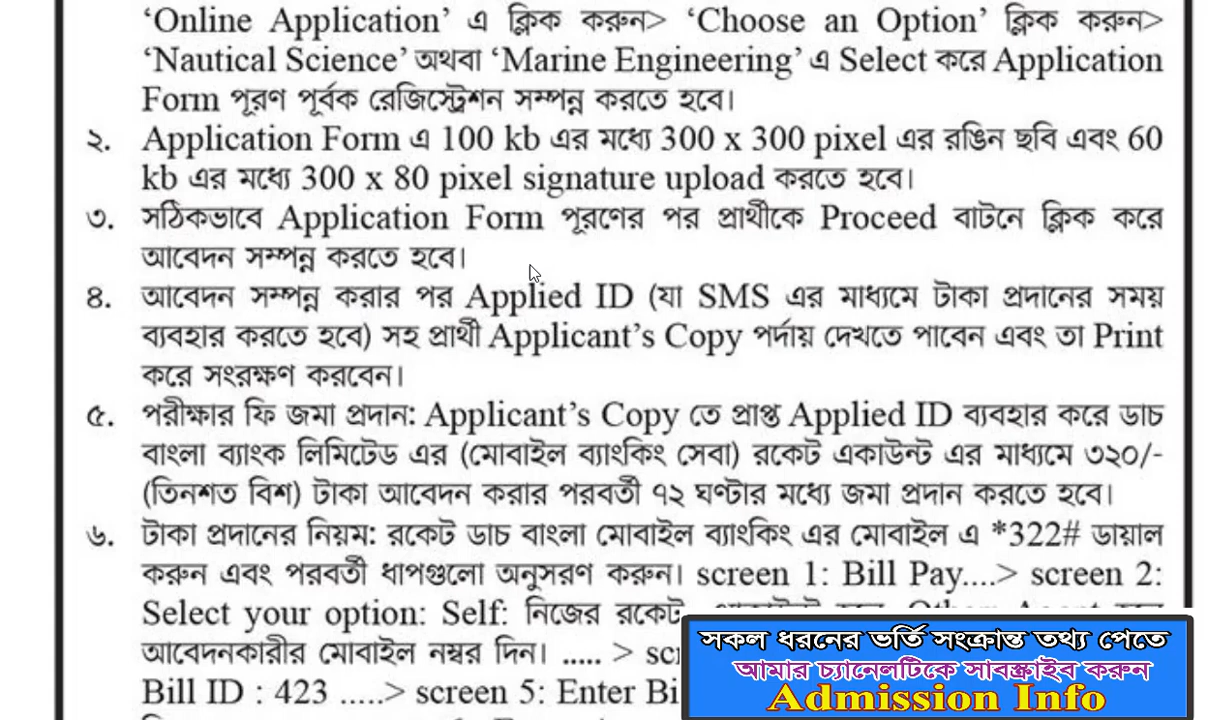 ‘Online Application’ এ ক্লিক করুন> ‘Choose an Option’ ক্লিক করুন>
‘Nautical Science’ অথবা ‘Marine Engineering’ এ Select করে Application
Form পূরণ পূর্বক রেজিস্ট্রেশন সম্পন্ন করতে হবে।
২. Application Form এ 100 kb এর মধ্যে 300 x 300 pixel এর রঙিন ছবি এবং 60
kb এর মধ্যে 300 x 80 pixel signature upload করতে হবে।
৩. সঠিকভাবে Application Form পূরণের পর প্রার্থীকে Proceed বাটনে ক্লিক করে
আবেদন সম্পন্ন করতে হবে।
৪. আবেদন সম্পন্ন করার পর Applied ID (যা SMS এর মাধ্যমে টাকা প্রদানের সময়
ব্যবহার করতে হবে) সহ প্রার্থী Applicant’s Copy পর্দায় দেখতে পাবেন এবং তা Print
করে সংরক্ষণ করবেন।
৫. পরীক্ষার ফি জমা প্রদান: Applicant’s Copy তে প্রাপ্ত Applied ID ব্যবহার করে ডাচ
বাংলা ব্যাংক লিমিটেড এর (মোবাইল ব্যাংকিং সেবা) রকেট একাউন্ট এর মাধ্যমে ৩২০/-
(তিনশত বিশ) টাকা আবেদন করার পরবর্তী ৭২ ঘণ্টার মধ্যে জমা প্রদান করতে হবে।
৬. টাকা প্রদানের নিয়ম: রকেট ডাচ বাংলা মোবাইল ব্যাংকিং এর মোবাইল এ *322# ডায়াল
করুন এবং পরবর্তী ধাপগুলো অনুসরণ করুন। screen 1: Bill Pay....> screen 2:
Select your option: Self: নিজের রকেট
আবেদনকারীর মোবাইল নম্বর দিন। ..... >
Bill ID : 423 .....> screen 5: Enter
সকল ধরনের ভর্তি সংক্রান্ত তথ্য পেতে
আমার চ্যানেলটিকে সাবস্ক্রাইব করুন
Admission Info